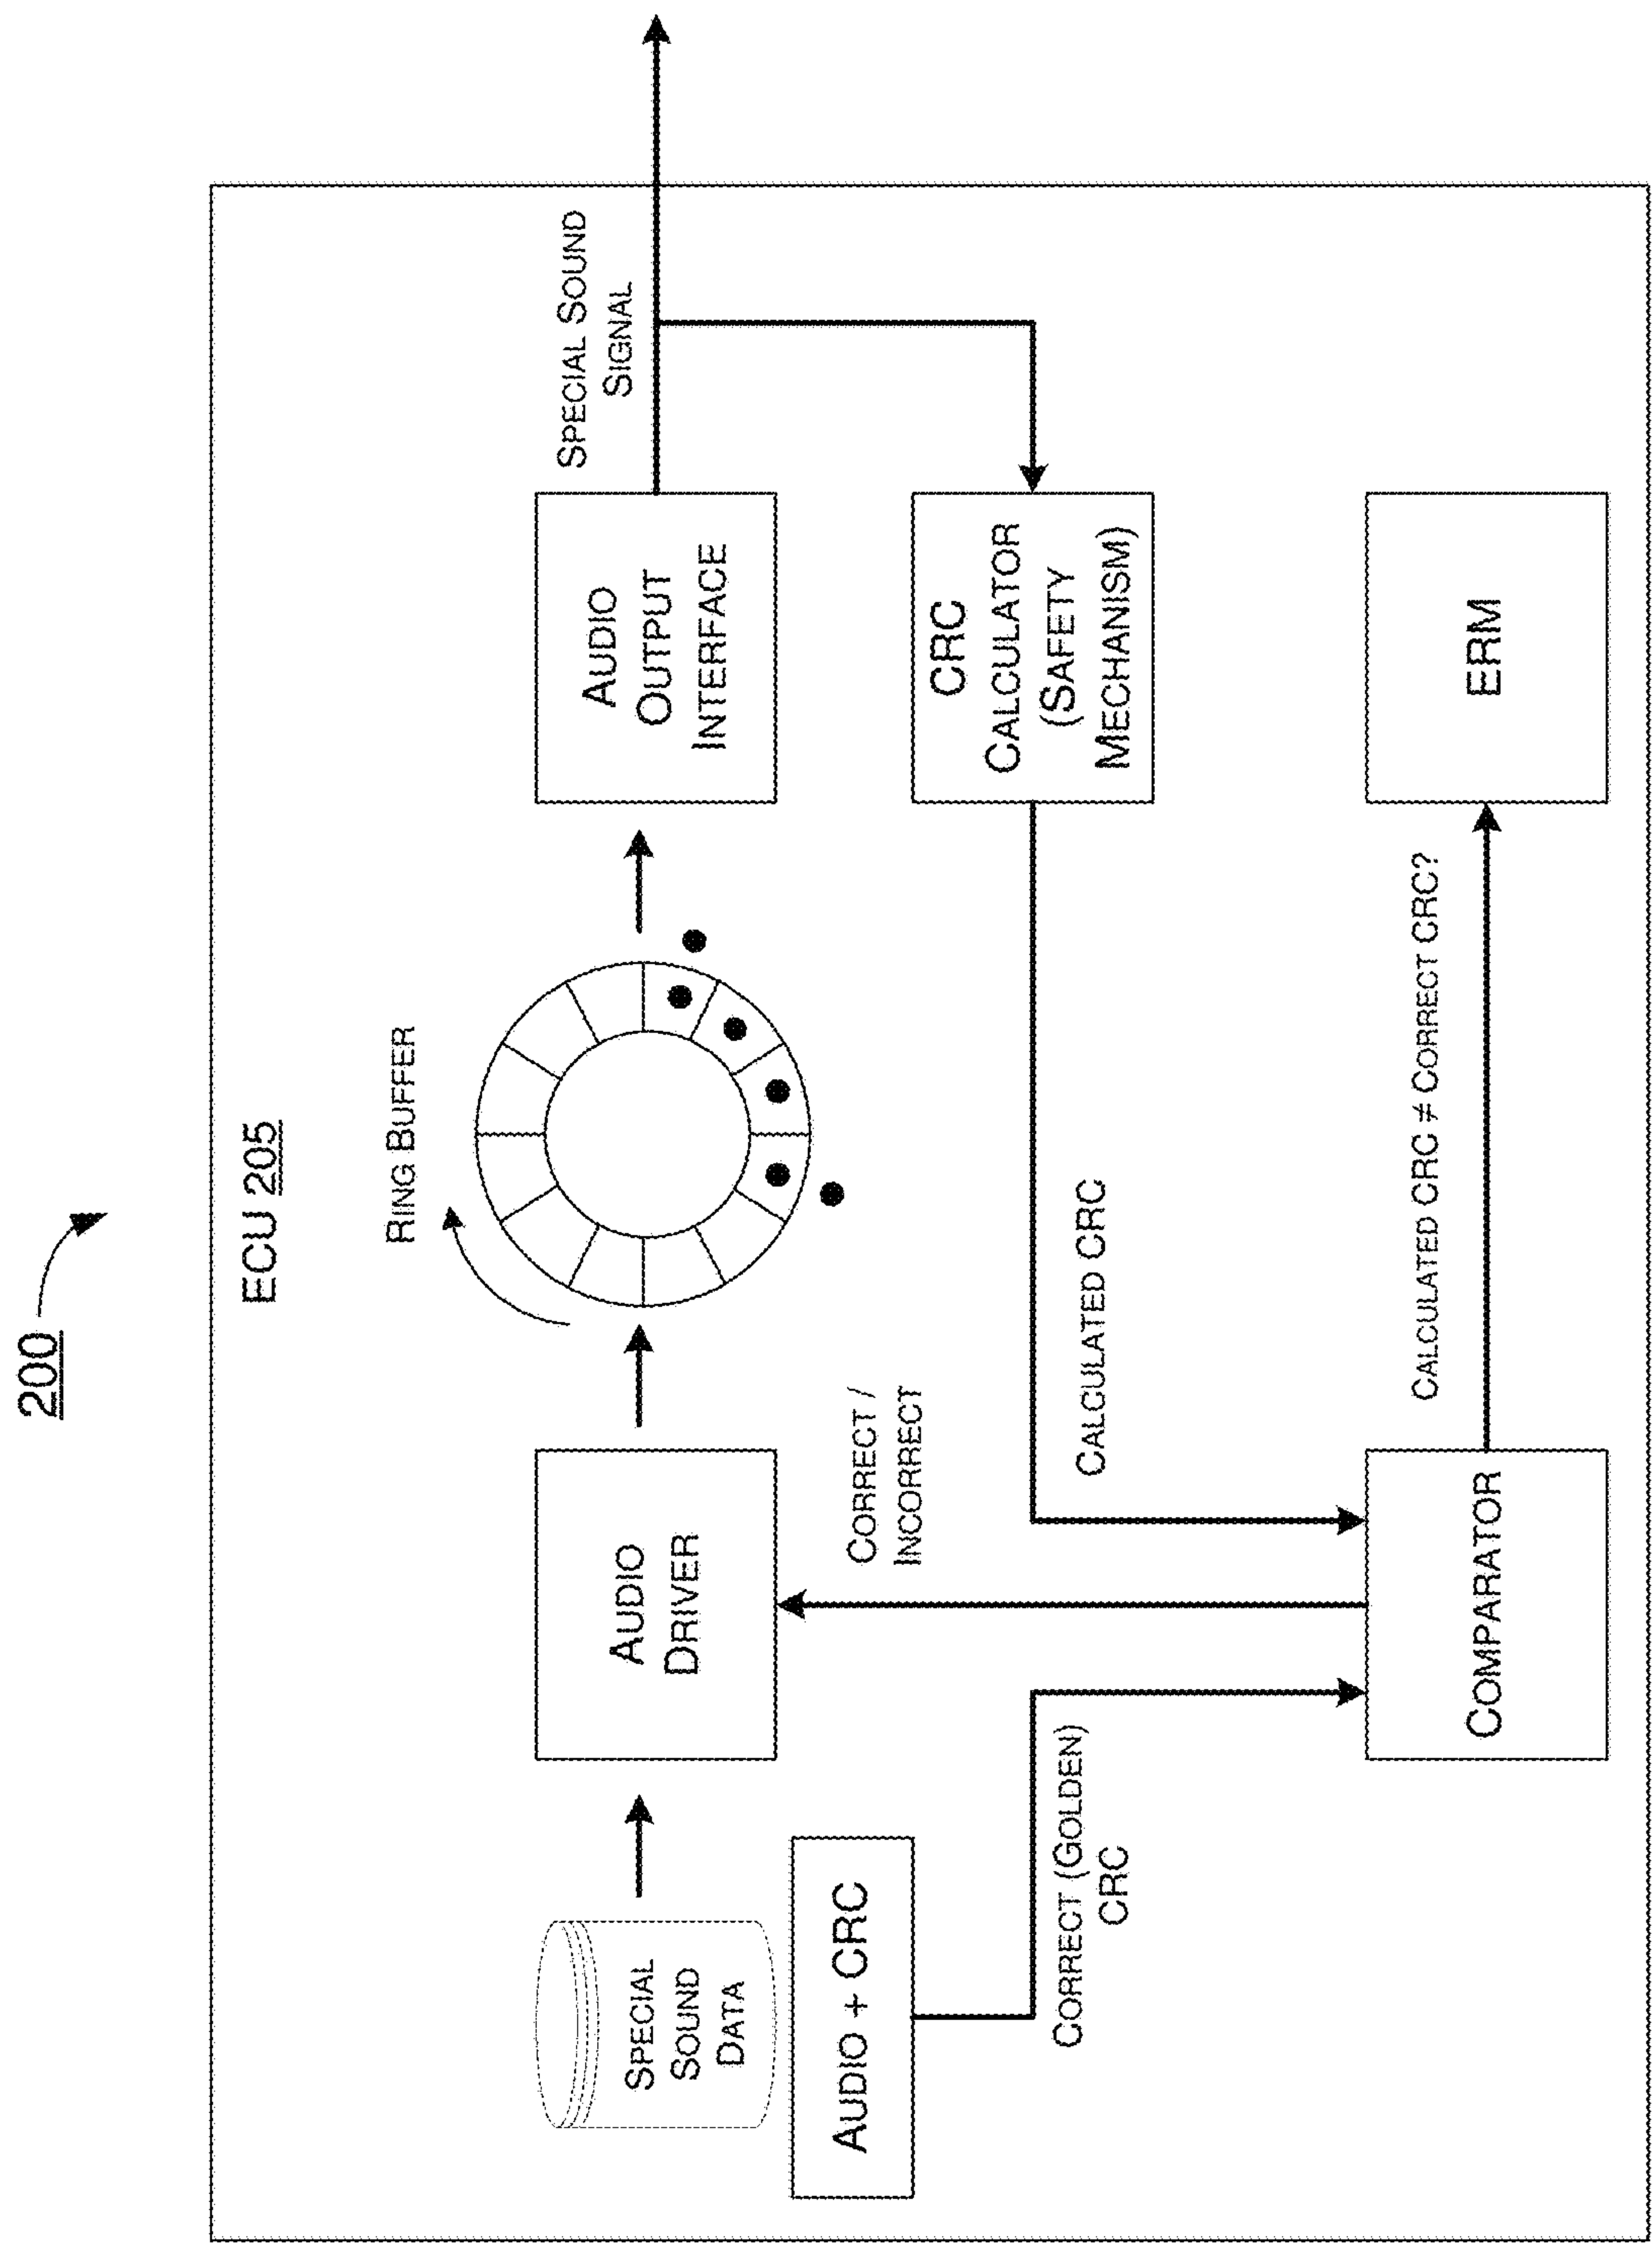 200
ECU 205
RING BUFFER
SPECIAL
SOUND
DATA
AUDIO
DRIVER
AUDIO
OUTPUT
INTERFACE
SPECIAL SOUND
SIGNAL
AUDIO + CRC
CORRECT /
INCORRECT
CRC
CALCULATOR
(SAFETY
MECHANISM)
CORRECT (GOLDEN)
CRC
CALCULATED CRC
COMPARATOR
CALCULATED CRC ≠ CORRECT CRC?
ERM